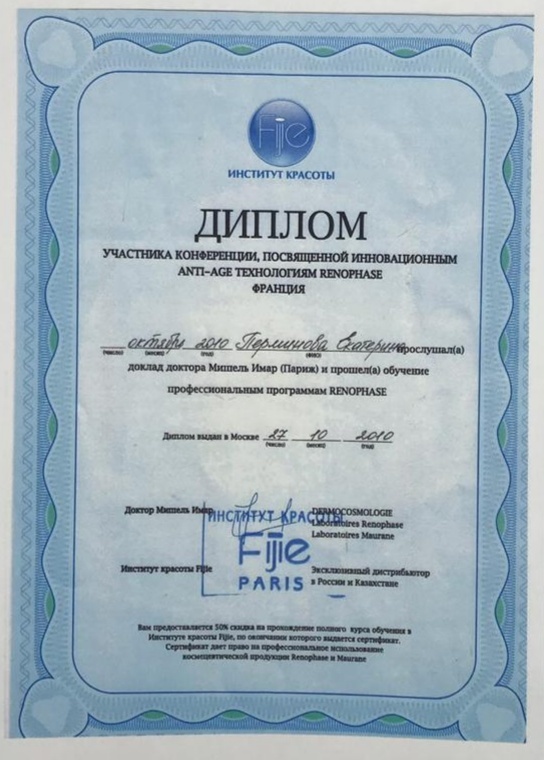 Fijie
ИНСТИТУТ КРАСОТЫ
ДИПЛОМ
УЧАСТНИКА КОНФЕРЕНЦИИ, ПОСВЯЩЕННОЙ ИННОВАЦИОННЫМ
ANTI-AGE ТЕХНОЛОГИЯМ RENOPHASE
ФРАНЦИЯ
октября 2010 Перлинова Екатерина прослушал(а)
(число) (месяц) (год) (ФИО)
доклад доктора Мишель Имар (Париж) и прошел(а) обучение
профессиональным программам RENOPHASE
Диплом выдан в Москве 27 10 2010
(число) (месяц) (год)
Доктор Мишель Имар
DERMOCOSMOLOGIE
Laboratoires Renophase
Laboratoires Maurane
ИНСТИТУТ КРАСОТЫ
Fijie
PARIS
Институт красоты Fijie
Эксклюзивный дистрибьютор
в России и Казахстане
Вам предоставляется 50% скидка на прохождение полного курса обучения в
Институте красоты Fijie, по окончании которого выдается сертификат.
Сертификат дает право на профессиональное использование
космецевтической продукции Renophase и Maurane